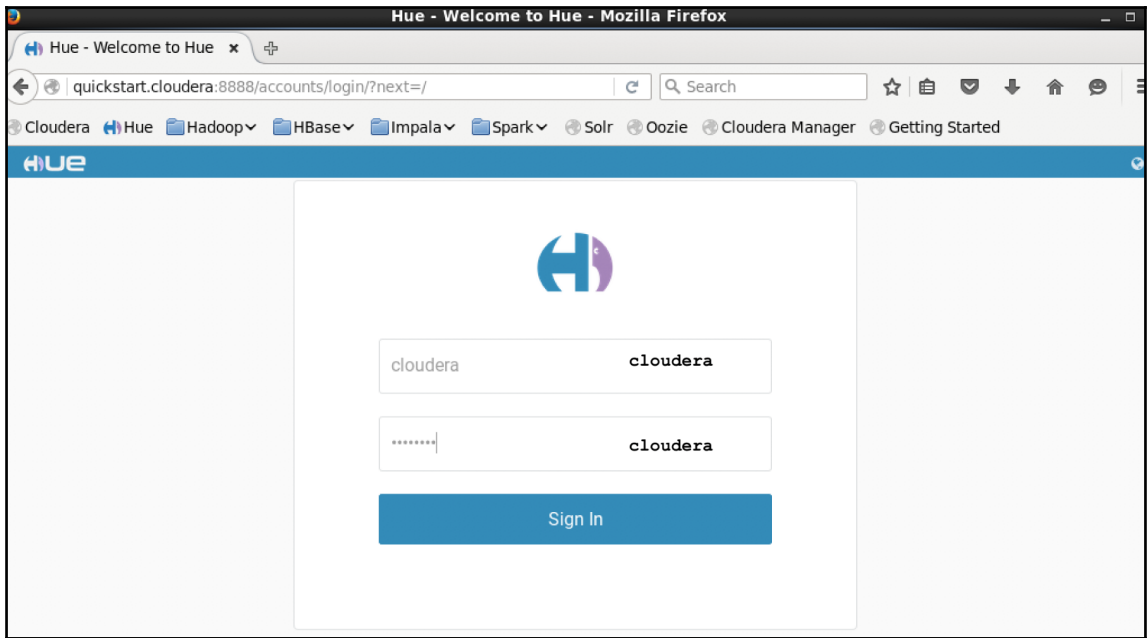 Hue - Welcome to Hue - Mozilla Firefox
Hue - Welcome to Hue
quickstart.cloudera:8888/accounts/login/?next=/ Search
Cloudera Hue Hadoop HBase Impala Spark Solr Oozie Cloudera Manager Getting Started
HUE
cloudera cloudera
•••••••• cloudera
Sign In